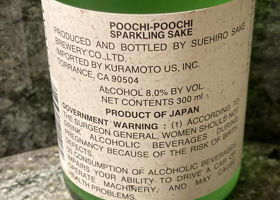 POOCHI-POOCHI
SPARKLING SAKE
PRODUCED AND BOTTLED BY SUEHIRO SAKE
BREWERY CO.,LTD.
IMPORTED BY KURAMOTO US, INC.
TORRANCE, CA 90504
ALCOHOL 8.0% BY VOL
NET CONTENTS 300 ml
PRODUCT OF JAPAN
GOVERNMENT WARNING : (1) ACCORDING TO
THE SURGEON GENERAL, WOMEN SHOULD NOT
DRINK ALCOHOLIC BEVERAGES DURING
PREGNANCY BECAUSE OF THE RISK OF BIRTH
CONSUMPTION OF ALCOHOLIC BEVERAGES
IMPAIRS YOUR ABILITY TO DRIVE A CAR OR
OPERATE MACHINERY, AND MAY CAUSE
HEALTH PROBLEMS.